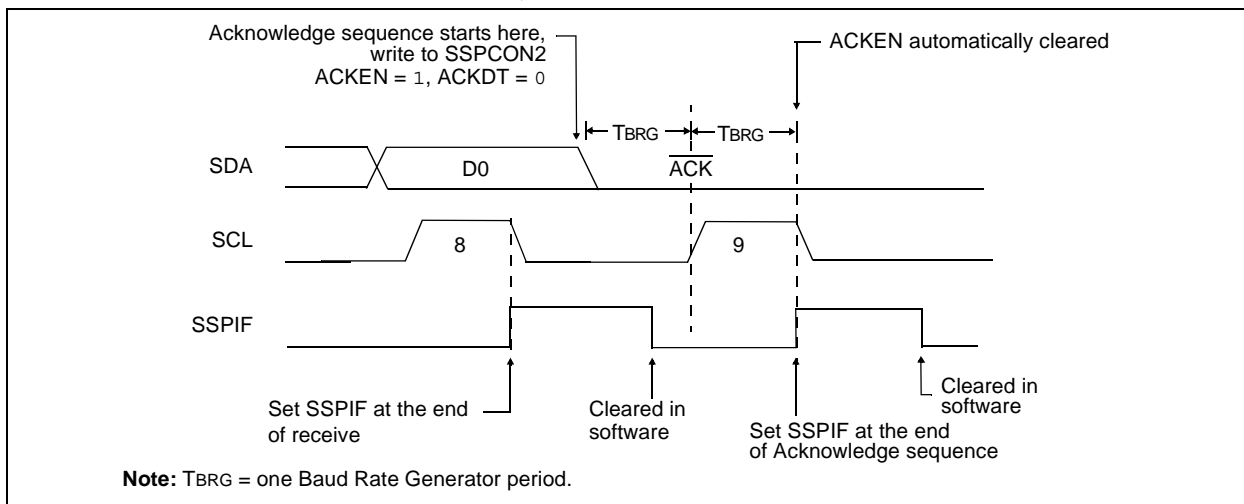 Acknowledge sequence starts here,
write to SSPCON2
ACKEN = 1, ACKDT = 0
ACKEN automatically cleared
TBRG
TBRG
SDA
D0
ACK
SCL
8
9
SSPIF
Set SSPIF at the end
of receive
Cleared in
software
Set SSPIF at the end
of Acknowledge sequence
Cleared in
software
Note: TBRG = one Baud Rate Generator period.